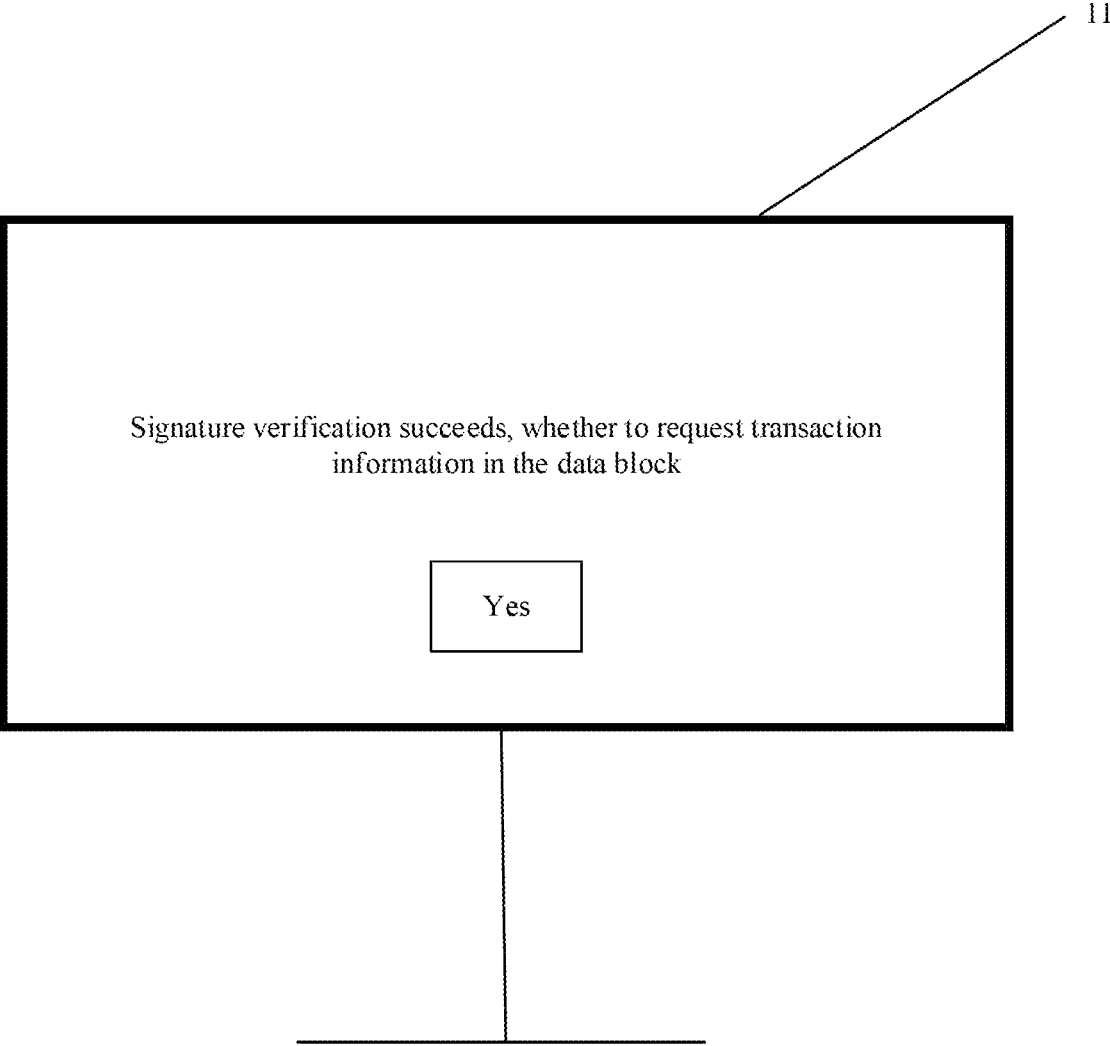 11
Signature verification succeeds, whether to request transaction
information in the data block
Yes